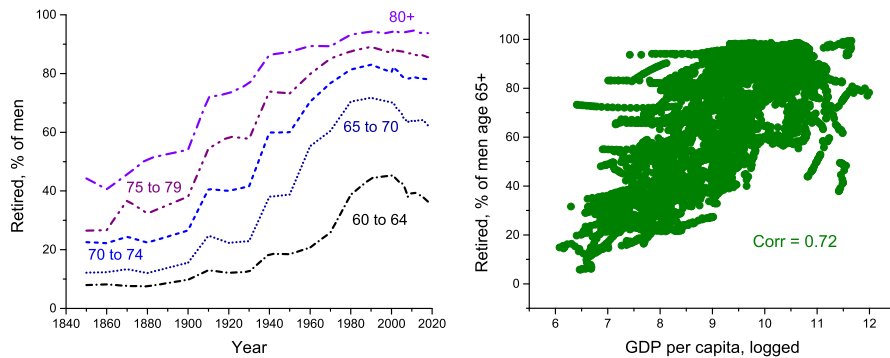 100
80
60
40
20
0
Retired, % of men
80+
75 to 79
70 to 74
65 to 70
60 to 64
1840 1860 1880 1900 1920 1940 1960 1980 2000 2020
Year
100
80
60
40
20
0
Retired, % of men age 65+
Corr = 0.72
6 7 8 9 10 11 12
GDP per capita, logged